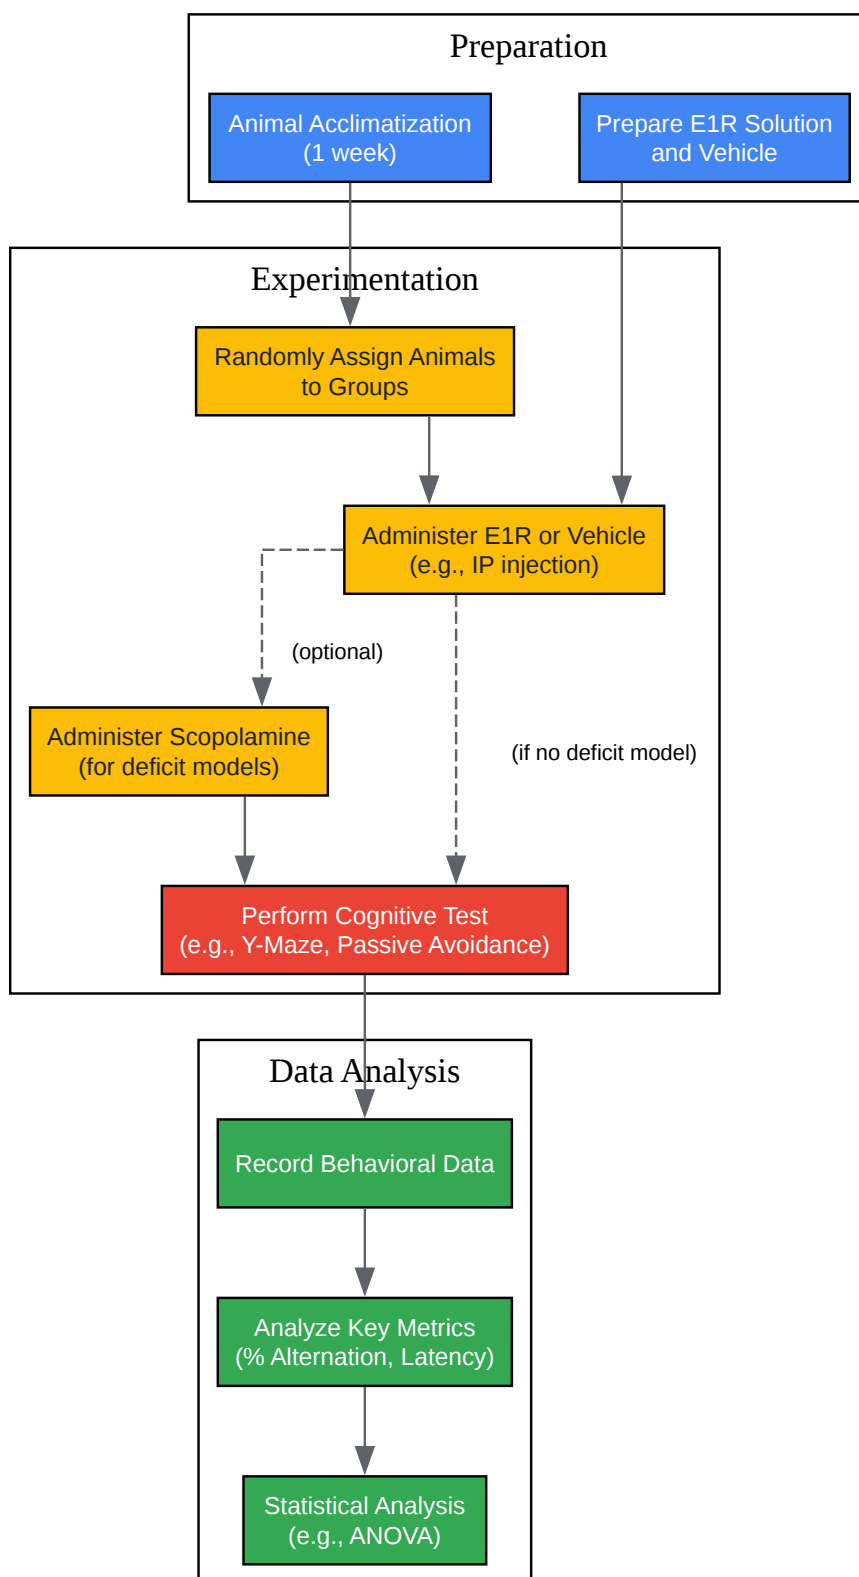 Preparation
Animal Acclimatization
(1 week)
Prepare E1R Solution
and Vehicle
Experimentation
Randomly Assign Animals
to Groups
Administer E1R or Vehicle
(e.g., IP injection)
(optional)
Administer Scopolamine
(for deficit models)
(if no deficit model)
Perform Cognitive Test
(e.g., Y-Maze, Passive Avoidance)
Data Analysis
Record Behavioral Data
Analyze Key Metrics
(% Alternation, Latency)
Statistical Analysis
(e.g., ANOVA)